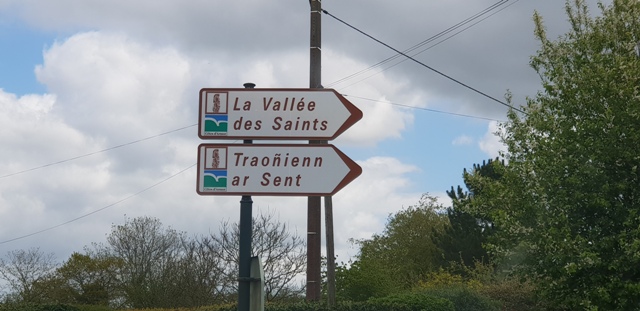 La Vallée
des Saints
Traoñienn
ar Sent